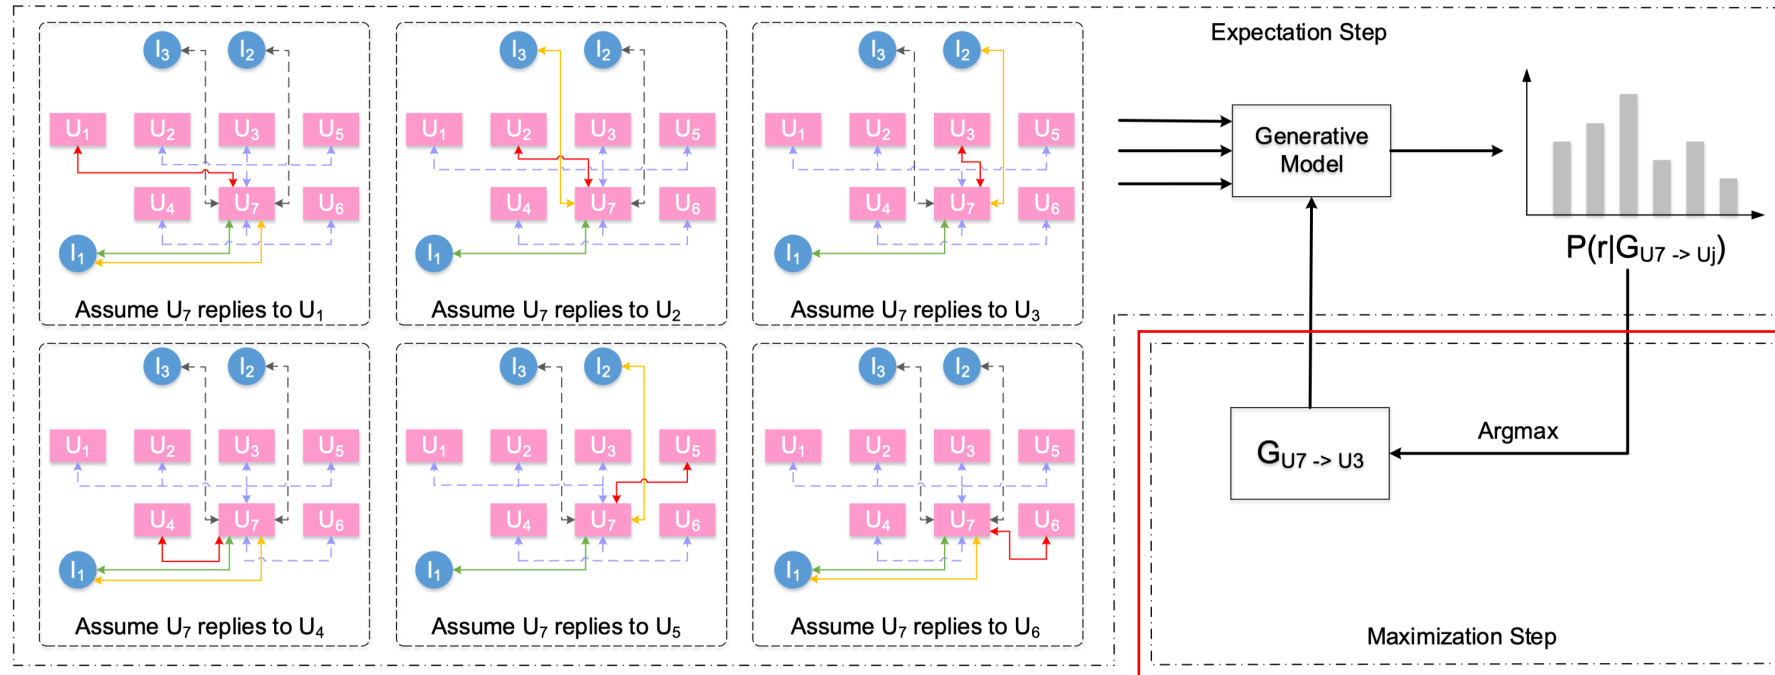 I3 I2
U1 U2 U3 U5
U4 U7 U6
I1
Assume U7 replies to U1
I3 I2
U1 U2 U3 U5
U4 U7 U6
I1
Assume U7 replies to U2
I3 I2
U1 U2 U3 U5
U4 U7 U6
I1
Assume U7 replies to U3
I3 I2
U1 U2 U3 U5
U4 U7 U6
I1
Assume U7 replies to U4
I3 I2
U1 U2 U3 U5
U4 U7 U6
I1
Assume U7 replies to U5
I3 I2
U1 U2 U3 U5
U4 U7 U6
I1
Assume U7 replies to U6
Expectation Step
Generative
Model
P(r|GU7 -> Uj)
Argmax
GU7 -> U3
Maximization Step